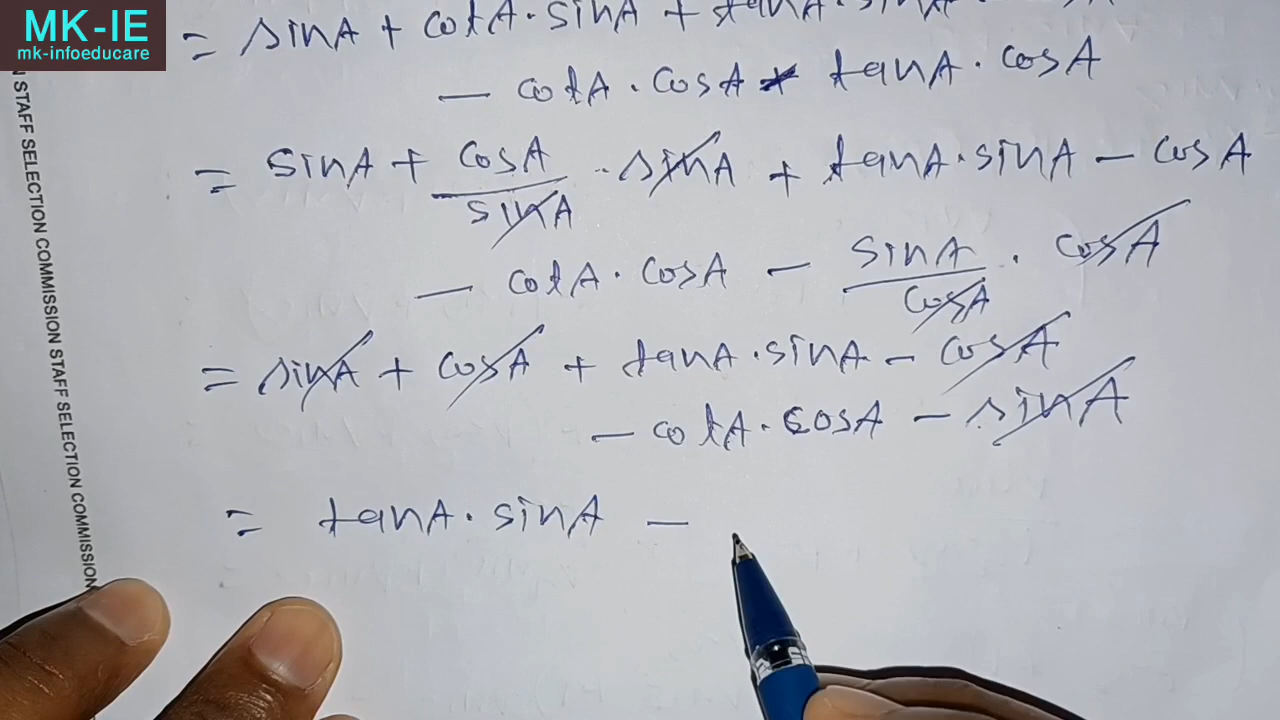 MK-IE
mk-infoeducare
STAFF SELECTION COMMISSION STAFF SELECTION COMMISSION
= sinA + cotA·sinA + tanA·sinA
— cotA·cosA * tanA·cosA
= sinA + cosA/sinA · sinA + tanA·sinA — cosA
— cotA·cosA — sinA/cosA · cosA
= sinA + cosA + tanA·sinA — cosA
— cotA·cosA — sinA
= tanA·sinA —